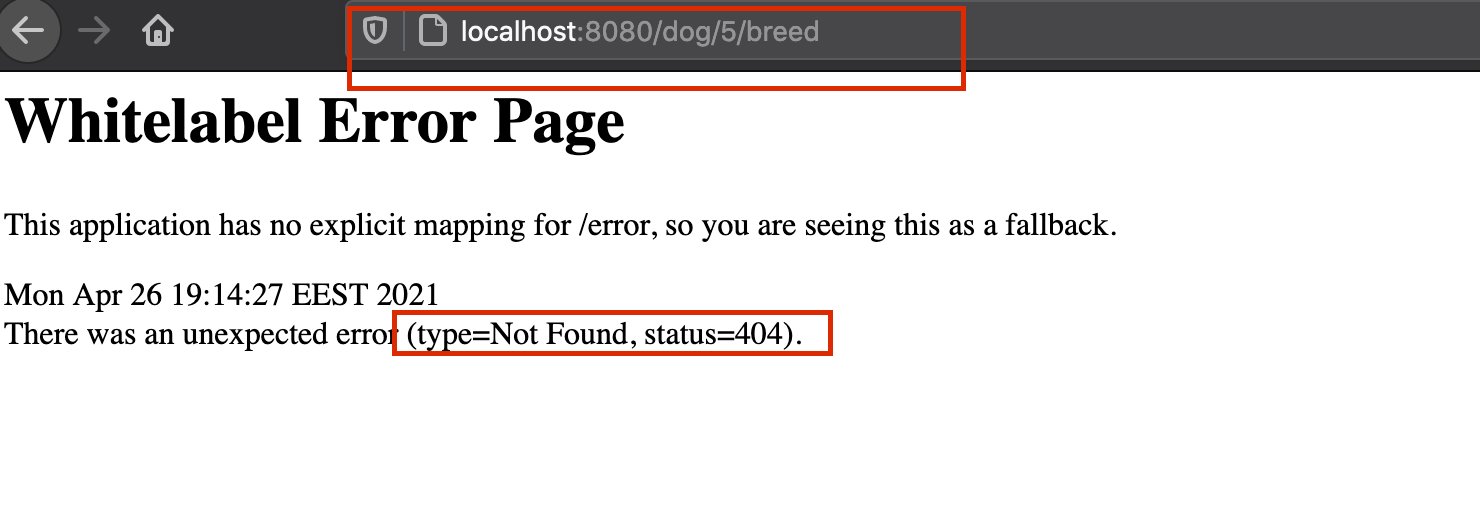 localhost:8080/dog/5/breed
Whitelabel Error Page
This application has no explicit mapping for /error, so you are seeing this as a fallback.
Mon Apr 26 19:14:27 EEST 2021
There was an unexpected error (type=Not Found, status=404).